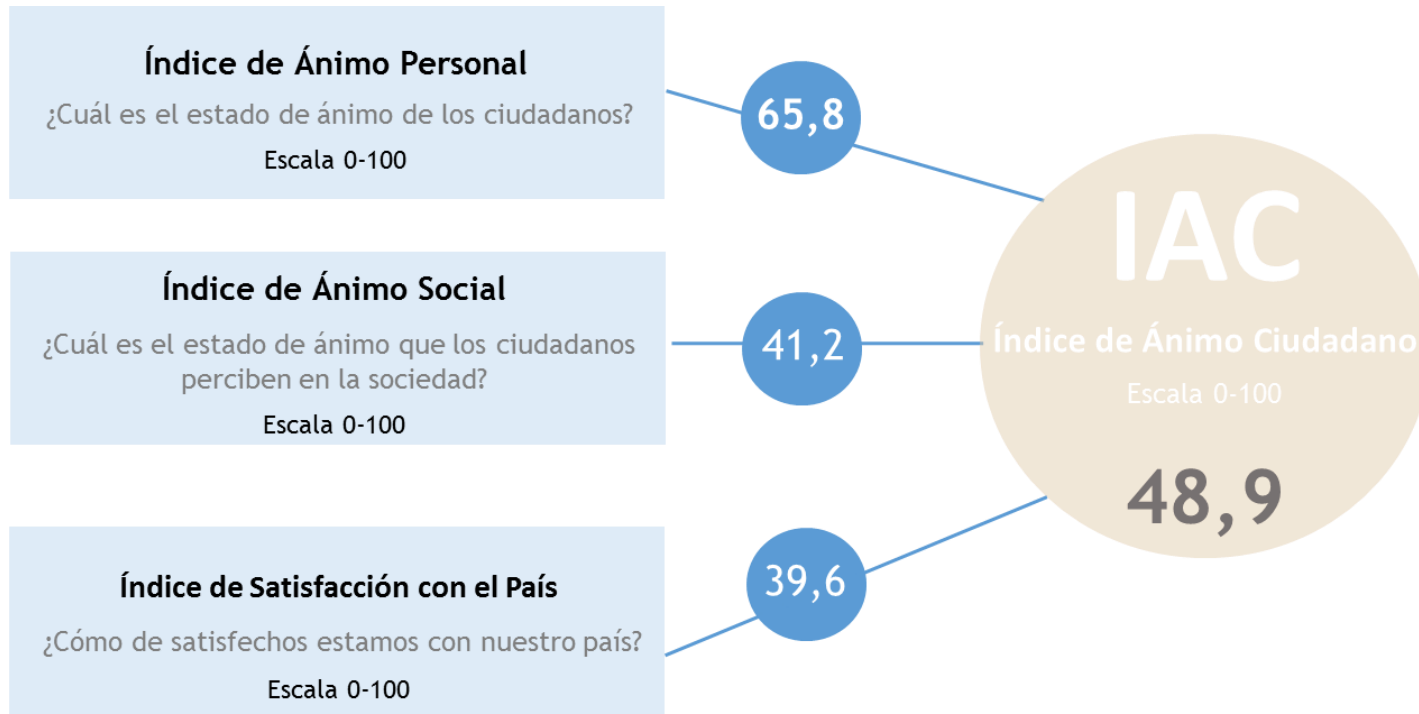 Índice de Ánimo Personal
¿Cuál es el estado de ánimo de los ciudadanos?
Escala 0-100
65,8
Índice de Ánimo Social
¿Cuál es el estado de ánimo que los ciudadanos
perciben en la sociedad?
Escala 0-100
41,2
Índice de Satisfacción con el País
¿Cómo de satisfechos estamos con nuestro país?
Escala 0-100
39,6
IAC
Índice de Ánimo Ciudadano
Escala 0-100
48,9